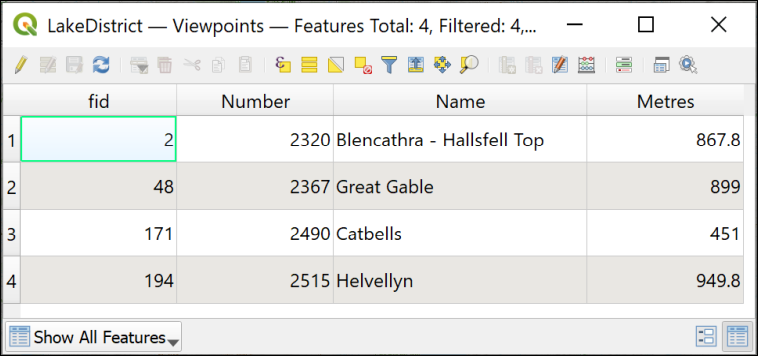 LakeDistrict — Viewpoints — Features Total: 4, Filtered: 4,...
fid Number Name Metres
1 2 2320 Blencathra - Hallsfell Top 867.8
2 48 2367 Great Gable 899
3 171 2490 Catbells 451
4 194 2515 Helvellyn 949.8
Show All Features